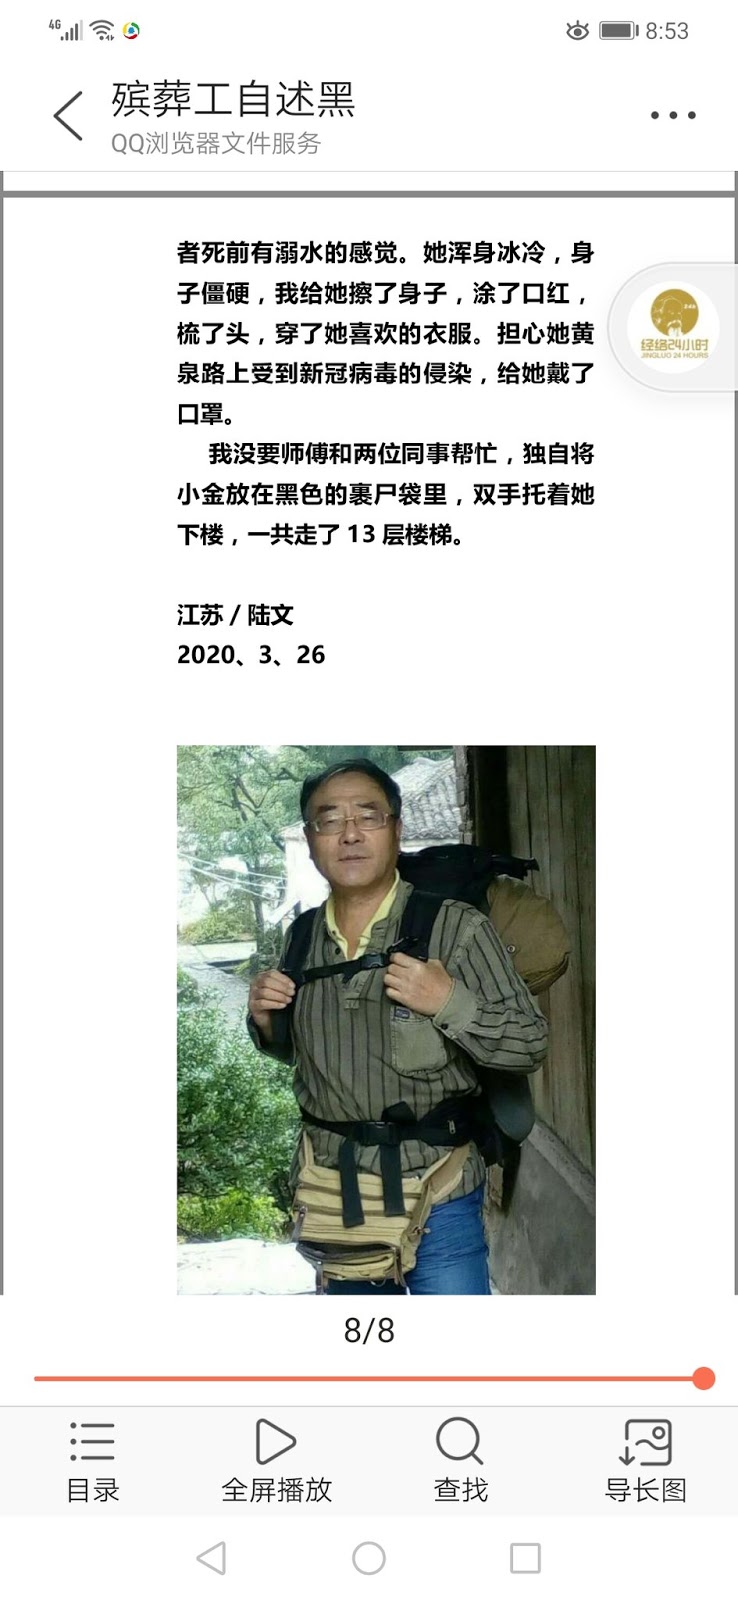 4G
8:53
殡葬工自述黑
QQ浏览器文件服务
者死前有溺水的感觉。她浑身冰冷，身
子僵硬，我给她擦了身子，涂了口红，
梳了头，穿了她喜欢的衣服。担心她黄
泉路上受到新冠病毒的侵染，给她戴了
口罩。
我没要师傅和两位同事帮忙，独自将
小金放在黑色的裹尸袋里，双手托着她
下楼，一共走了 13 层楼梯。
江苏 / 陆文
2020、3、26
经络24小时
JINGLUO 24 HOURS
8/8
目录
全屏播放
查找
导长图